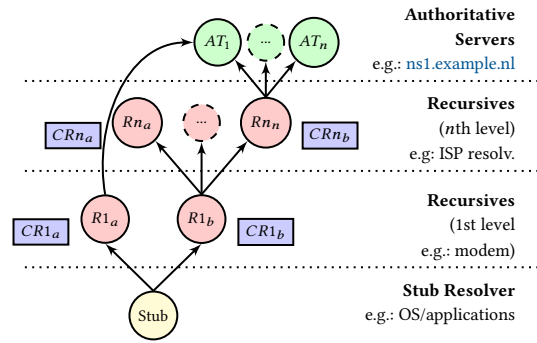 AT1 ... ATn
Authoritative
Servers
e.g.: ns1.example.nl
CRna Rna ... Rnn CRnb
Recursives
(nth level)
e.g: ISP resolv.
CR1a R1a R1b CR1b
Recursives
(1st level
e.g.: modem)
Stub
Stub Resolver
e.g.: OS/applications